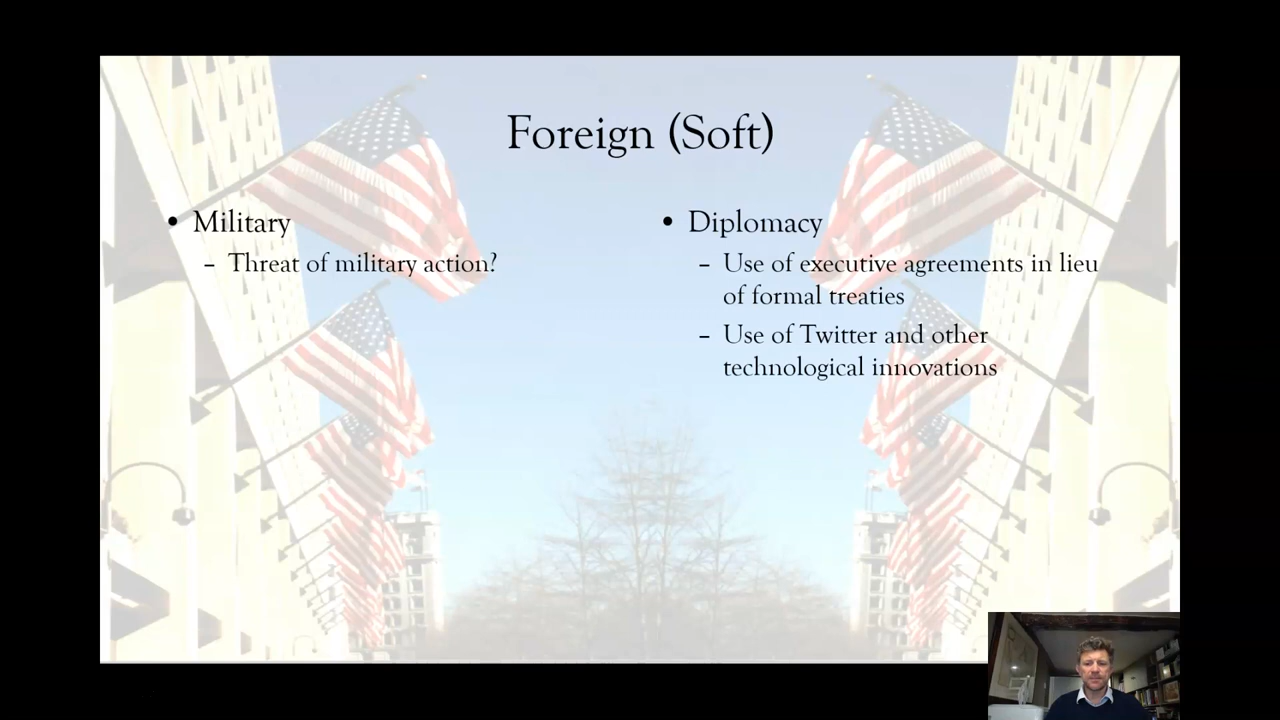 Foreign (Soft)
• Military
– Threat of military action?
• Diplomacy
– Use of executive agreements in lieu
of formal treaties
– Use of Twitter and other
technological innovations